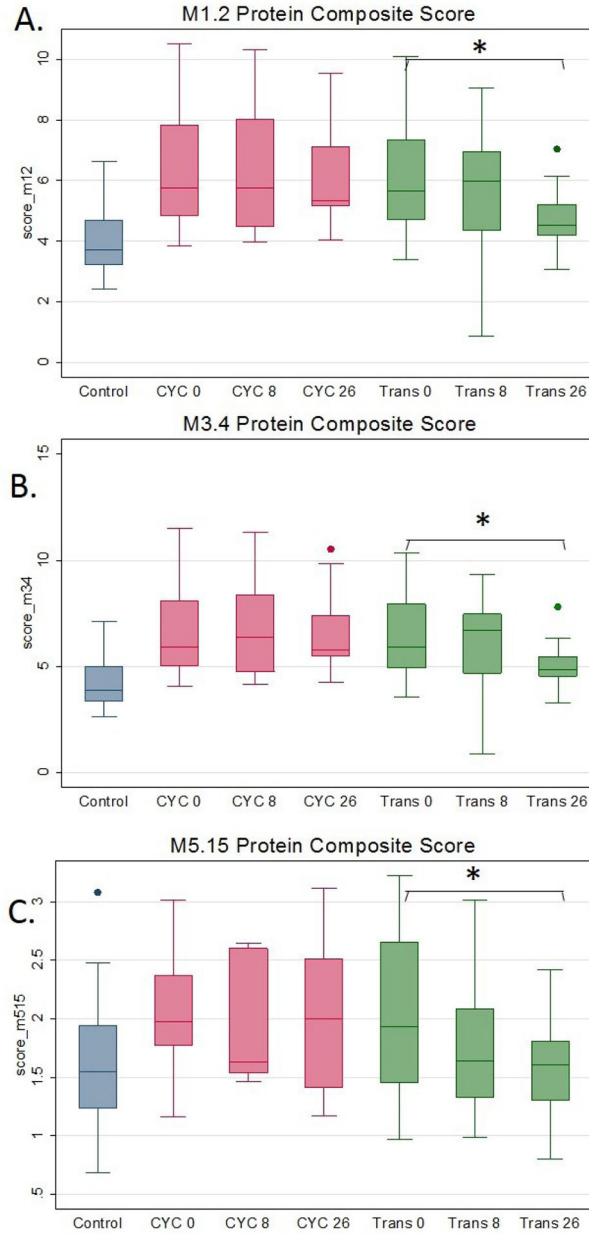 A.
M1.2 Protein Composite Score
*
10
8
6
4
2
0
score_m12
Control CYC 0 CYC 8 CYC 26 Trans 0 Trans 8 Trans 26
B.
M3.4 Protein Composite Score
*
15
10
5
0
score_m34
Control CYC 0 CYC 8 CYC 26 Trans 0 Trans 8 Trans 26
C.
M5.15 Protein Composite Score
*
3
2.5
2
1.5
1
.5
score_m515
Control CYC 0 CYC 8 CYC 26 Trans 0 Trans 8 Trans 26